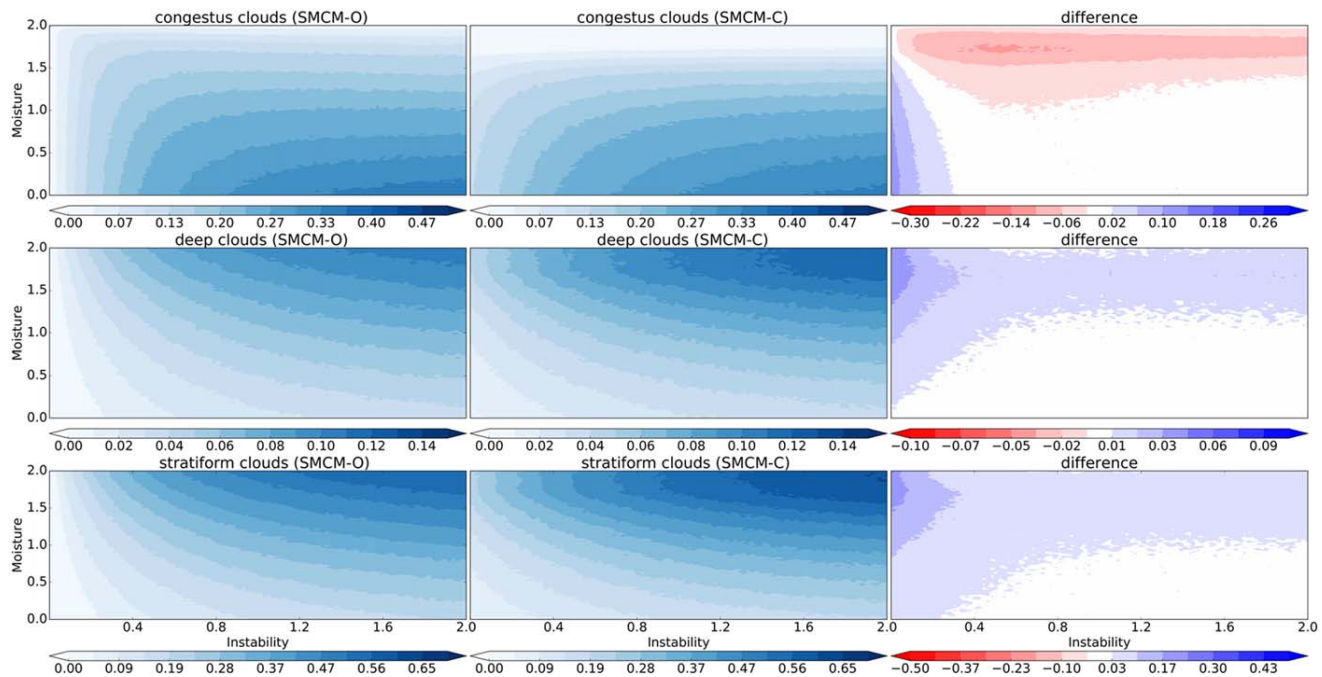 congestus clouds (SMCM-O) congestus clouds (SMCM-C) difference
2.0
1.5
Moisture
1.0
0.5
0.0
0.00 0.07 0.13 0.20 0.27 0.33 0.40 0.47 0.00 0.07 0.13 0.20 0.27 0.33 0.40 0.47 −0.30 −0.22 −0.14 −0.06 0.02 0.10 0.18 0.26
deep clouds (SMCM-O) deep clouds (SMCM-C) difference
2.0
1.5
Moisture
1.0
0.5
0.0
0.00 0.02 0.04 0.06 0.08 0.10 0.12 0.14 0.00 0.02 0.04 0.06 0.08 0.10 0.12 0.14 −0.10 −0.07 −0.05 −0.02 0.01 0.03 0.06 0.09
stratiform clouds (SMCM-O) stratiform clouds (SMCM-C) difference
2.0
1.5
Moisture
1.0
0.5
0.0
0.4 0.8 1.2 1.6 2.0 0.4 0.8 1.2 1.6 2.0 0.0 0.4 0.8 1.2 1.6 2.0
Instability Instability Instability
0.00 0.09 0.19 0.28 0.37 0.47 0.56 0.65 0.00 0.09 0.19 0.28 0.37 0.47 0.56 0.65 −0.50 −0.37 −0.23 −0.10 0.03 0.17 0.30 0.43